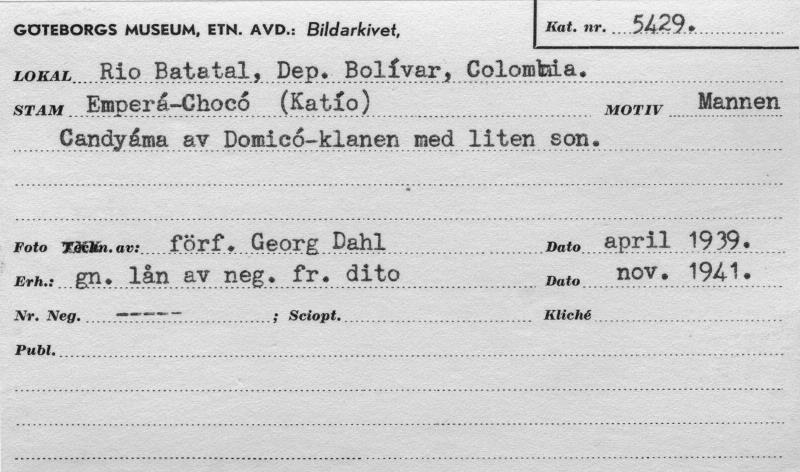 GÖTEBORGS MUSEUM, ETN. AVD.: Bildarkivet, Kat. nr. 5429.
LOKAL Rio Batatal, Dep. Bolívar, Colombia.
STAM Emperá-Chocó (Katío) MOTIV Mannen
Candyáma av Domicó-klanen med liten son.
Foto Teckn. av: förf. Georg Dahl Dato april 1939.
Erh.: gn. lån av neg. fr. dito Dato nov. 1941.
Nr. Neg. ----- ; Sciopt. Kliché
Publ.